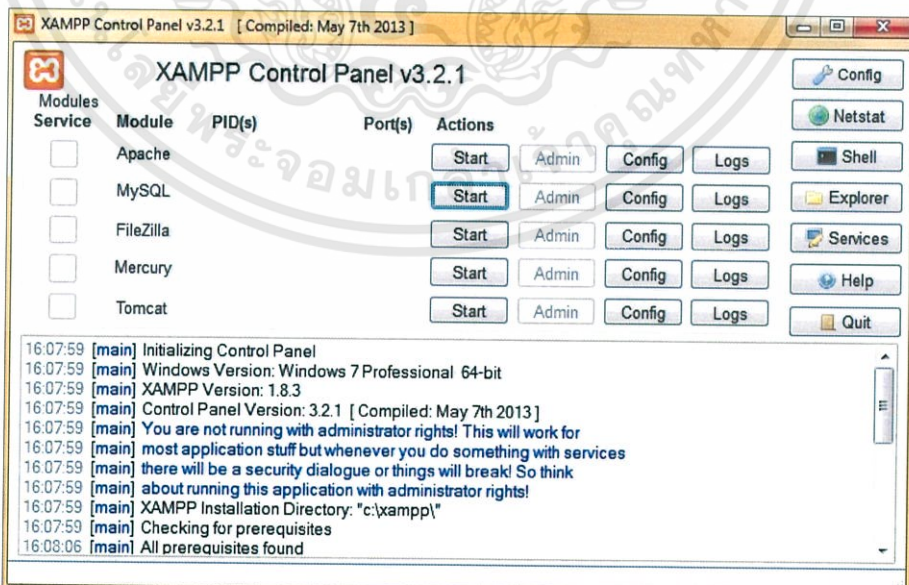 XAMPP Control Panel v3.2.1 [ Compiled: May 7th 2013 ]
XAMPP Control Panel v3.2.1
Config
Modules
Service Module PID(s) Port(s) Actions
Netstat
Apache Start Admin Config Logs
Shell
MySQL Start Admin Config Logs
Explorer
FileZilla Start Admin Config Logs
Services
Mercury Start Admin Config Logs
Help
Tomcat Start Admin Config Logs
Quit
16:07:59 [main] Initializing Control Panel
16:07:59 [main] Windows Version: Windows 7 Professional 64-bit
16:07:59 [main] XAMPP Version: 1.8.3
16:07:59 [main] Control Panel Version: 3.2.1 [ Compiled: May 7th 2013 ]
16:07:59 [main] You are not running with administrator rights! This will work for
16:07:59 [main] most application stuff but whenever you do something with services
16:07:59 [main] there will be a security dialogue or things will break! So think
16:07:59 [main] about running this application with administrator rights!
16:07:59 [main] XAMPP Installation Directory: "c:\xampp\"
16:07:59 [main] Checking for prerequisites
16:08:06 [main] All prerequisites found